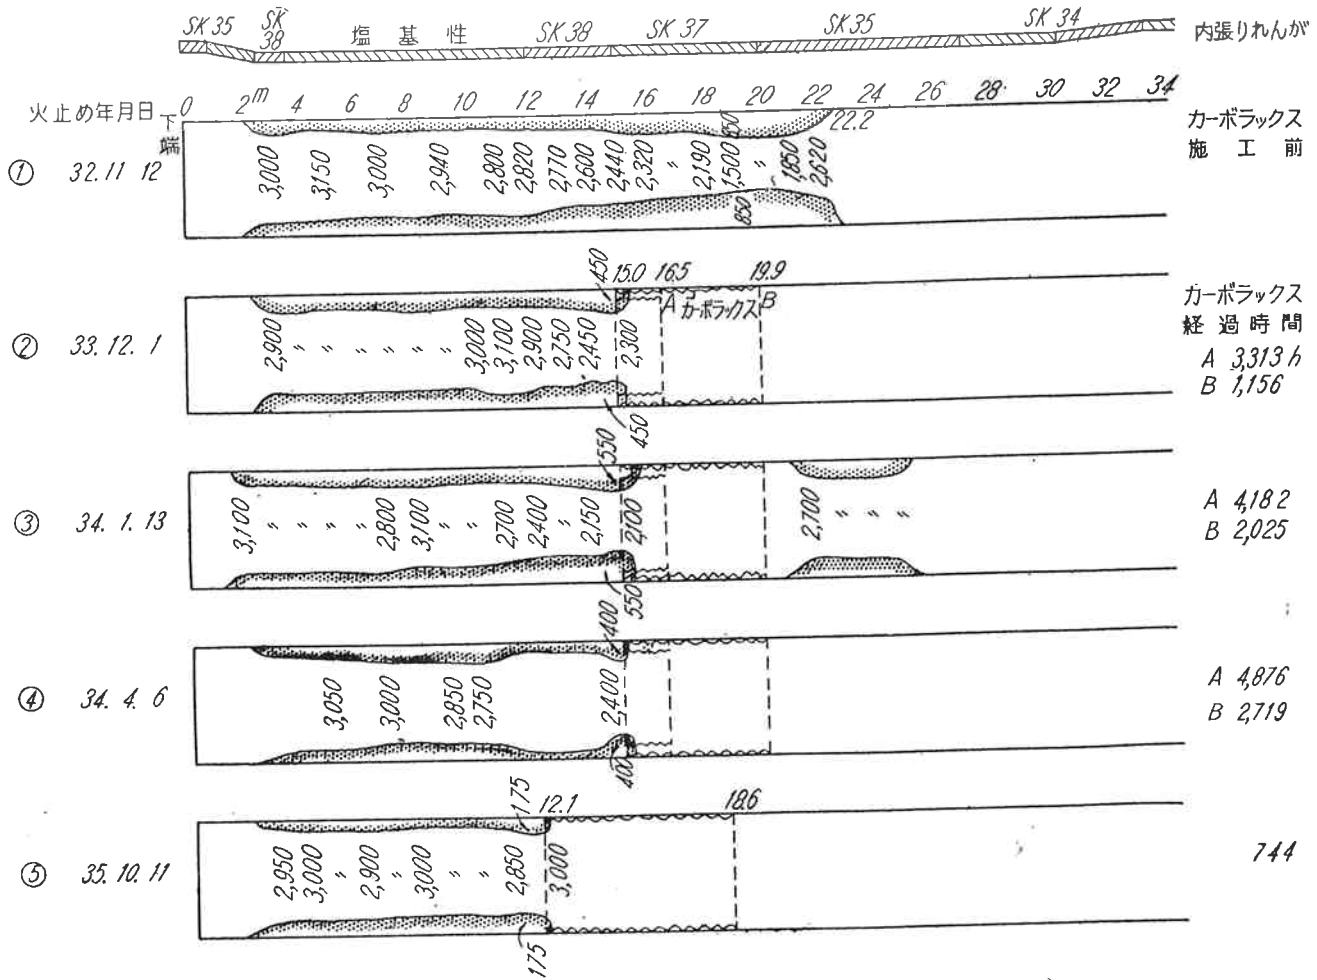 SK 35 SK 38 塩基性 SK 38 SK 37 SK35 SK 34 内張りれんが
火止め年月日 下端 0 2m 4 6 8 10 12 14 16 18 20 22 24 26 28 30 32 34
22.2
カーボラックス
施工前
① 32.11 12
3,000 3,150 3,000 2,940 2,800 2,820 2,770 2,600 2,440 2,320 〃 2,190 1,500 〃 1,850 2,620
850
850
450 15.0 16.5 19.9
A カーボラックス B
カーボラックス
経過時間
② 33.12.1
2,900 〃 〃 〃 〃 〃 3,000 3,100 2,900 2,750 2,450 2,300
A 3,313 h
B 1,156
450
550
③ 34.1.13
3,100 〃 〃 〃 2,800 3,100 〃 〃 2,700 2,400 〃 2,150 2,100 2,700 〃 〃 〃
A 4,182
B 2,025
550
400
④ 34.4.6
3,050 3,000 2,850 2,750 2,400
A 4,876
B 2,719
400
175 12.1 18.6
⑤ 35.10.11
2,950 3,000 〃 2,900 〃 3,000 〃 〃 2,850 3,000
744
175